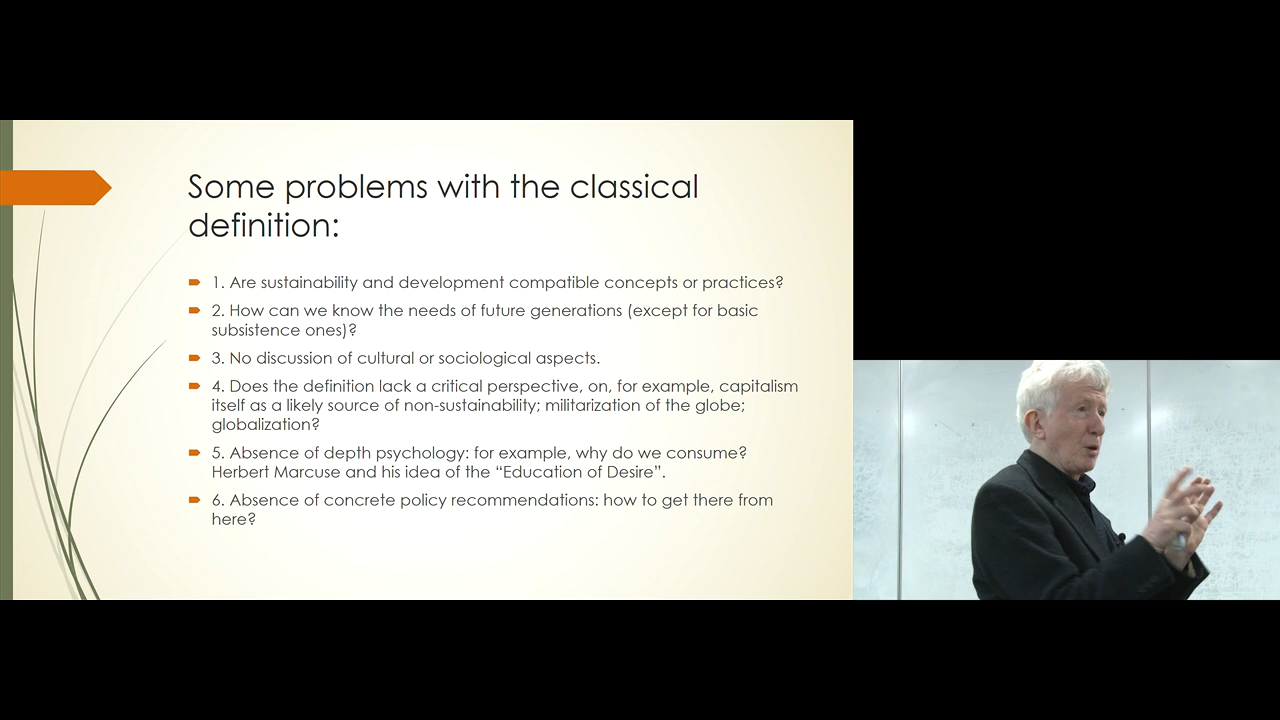 Some problems with the classical
definition:
1. Are sustainability and development compatible concepts or practices?
2. How can we know the needs of future generations (except for basic
subsistence ones)?
3. No discussion of cultural or sociological aspects.
4. Does the definition lack a critical perspective, on, for example, capitalism
itself as a likely source of non-sustainability; militarization of the globe;
globalization?
5. Absence of depth psychology: for example, why do we consume?
Herbert Marcuse and his idea of the “Education of Desire”.
6. Absence of concrete policy recommendations: how to get there from
here?